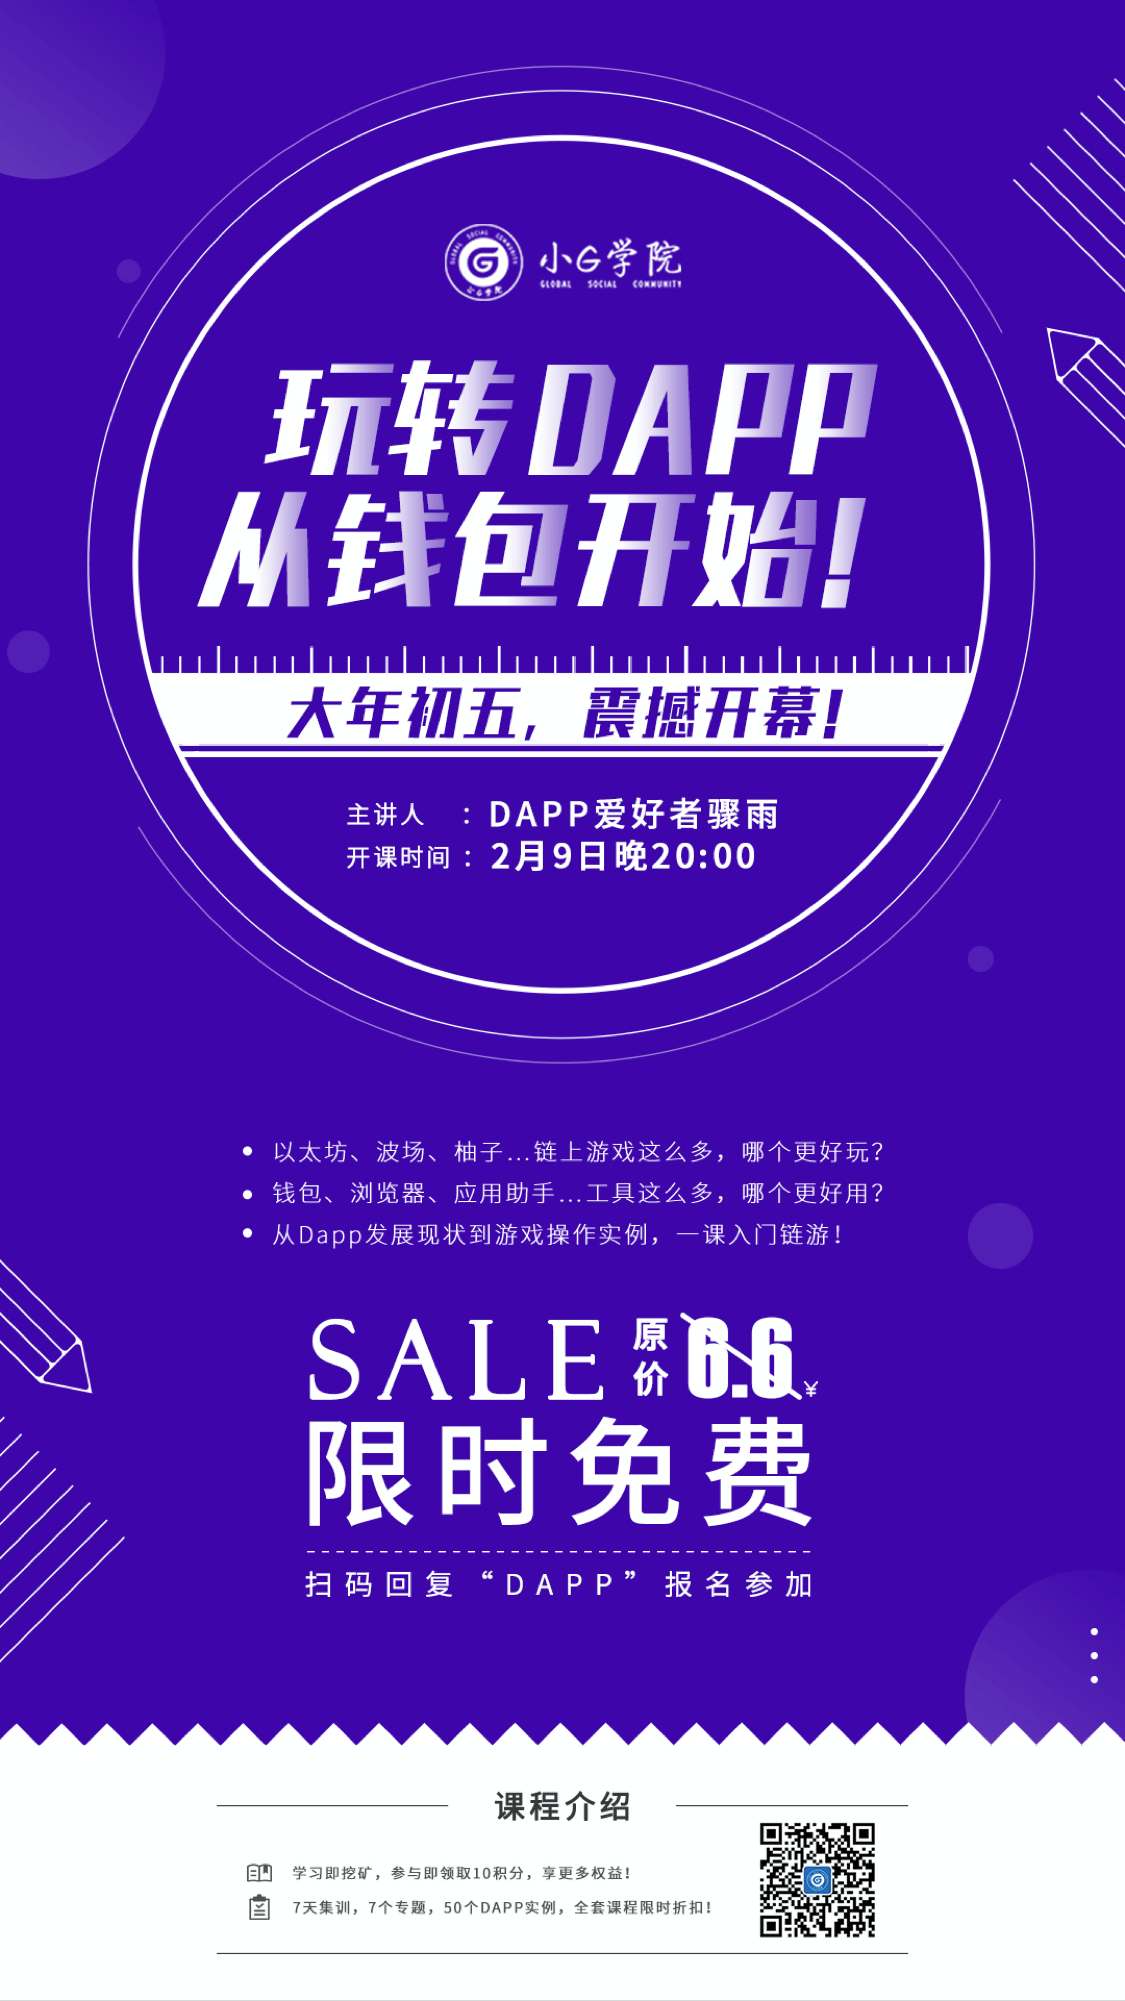 GLOBAL SOCIAL COMMUNITY
小G学院
小G学院
GLOBAL SOCIAL COMMUNITY
玩转DAPP
从钱包开始！
大年初五，震撼开幕！
主讲人 ：DAPP爱好者骤雨
开课时间 ：2月9日晚20:00
以太坊、波场、柚子...链上游戏这么多，哪个更好玩？
钱包、浏览器、应用助手...工具这么多，哪个更好用？
从Dapp发展现状到游戏操作实例，一课入门链游！
SALE 原价 6.6¥
限时免费
扫码回复“DAPP”报名参加
课程介绍
学习即挖矿，参与即领取10积分，享更多权益！
7天集训，7个专题，50个DAPP实例，全套课程限时折扣！